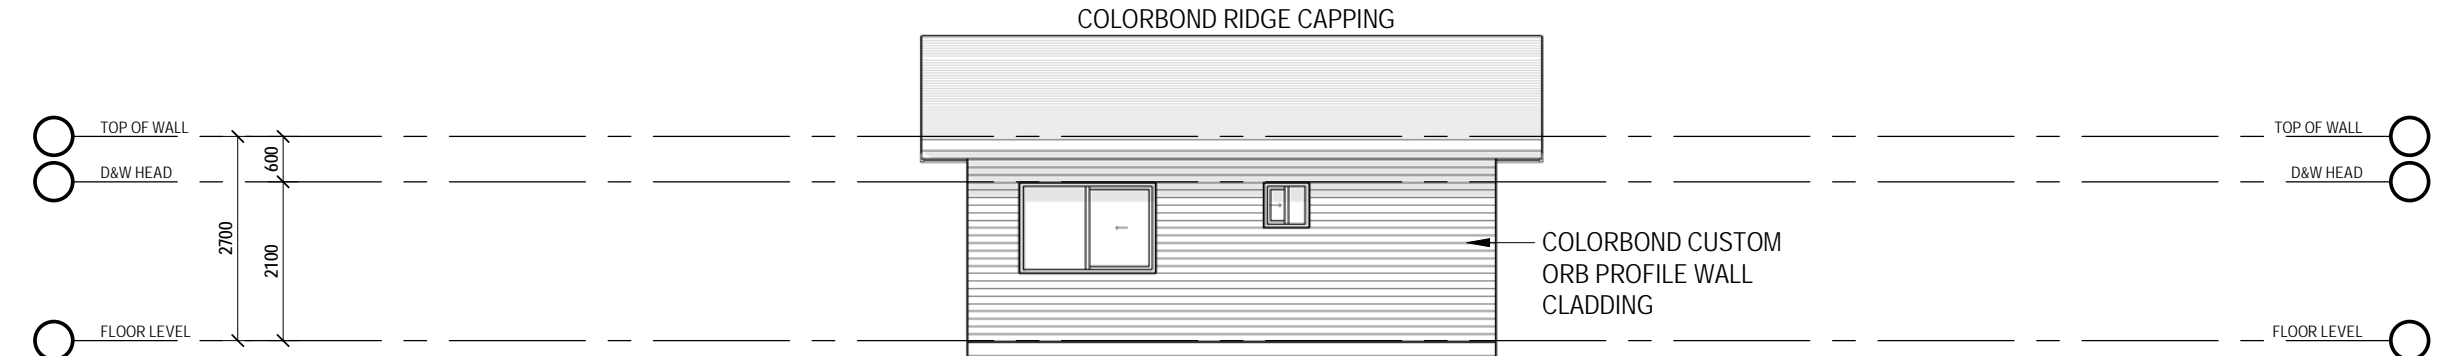 COLORBOND RIDGE CAPPING
TOP OF WALL
TOP OF WALL
600
D&W HEAD
D&W HEAD
2700
2100
COLORBOND CUSTOM
ORB PROFILE WALL
CLADDING
FLOOR LEVEL
FLOOR LEVEL